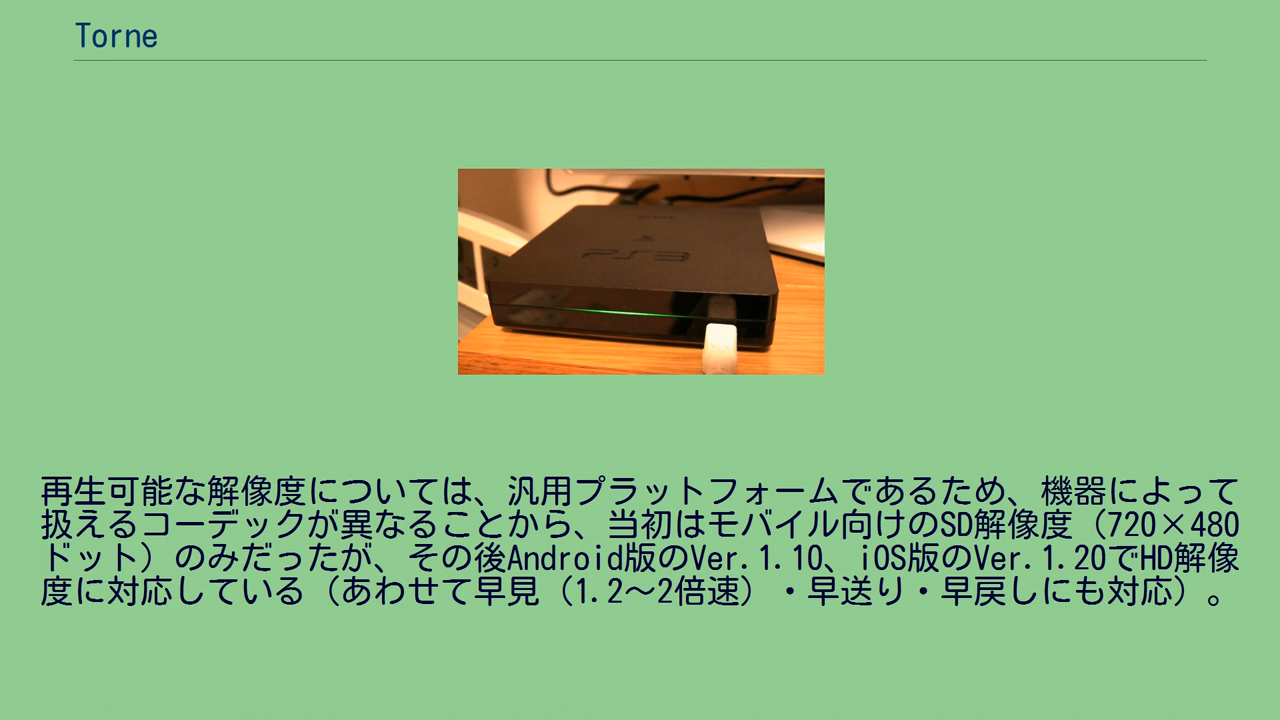 Torne
PS3
再生可能な解像度については、汎用プラットフォームであるため、機器によって
扱えるコーデックが異なることから、当初はモバイル向けのSD解像度（720×480
ドット）のみだったが、その後Android版のVer.1.10、iOS版のVer.1.20でHD解像
度に対応している（あわせて早見（1.2～2倍速）・早送り・早戻しにも対応）。